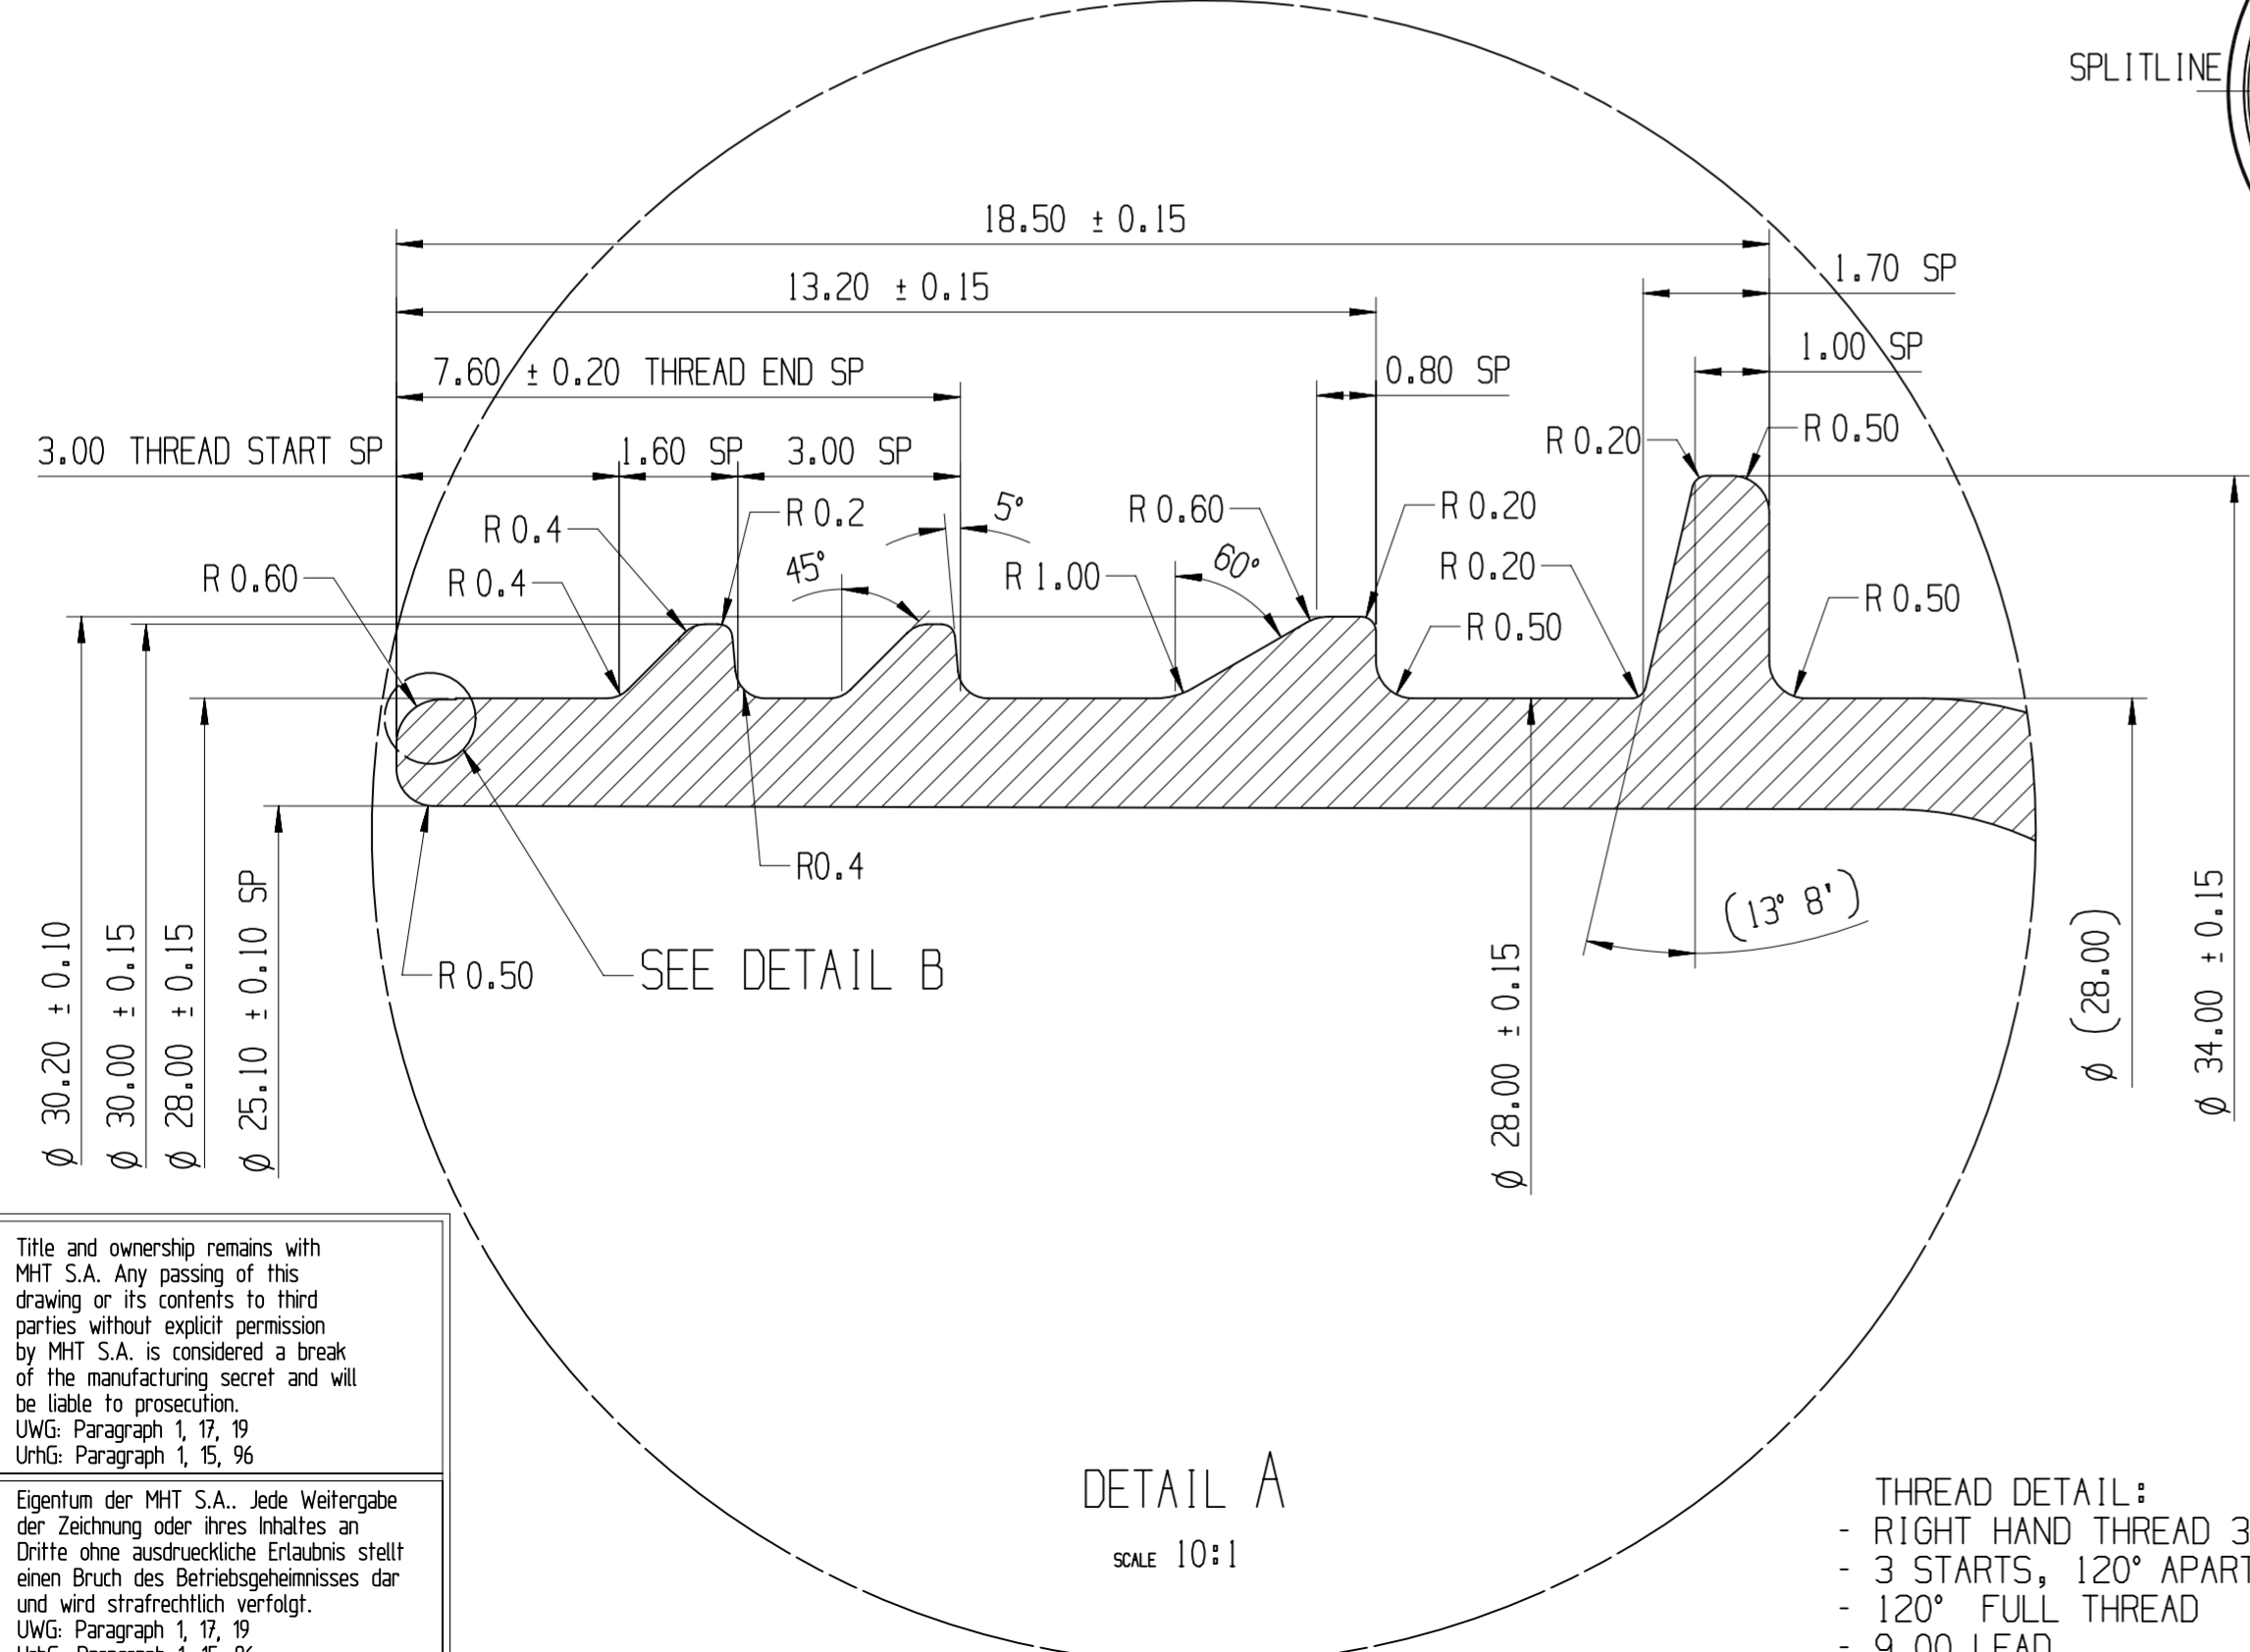 SPLITLINE
18.50 ± 0.15
1.70 SP
13.20 ± 0.15
1.00 SP
7.60 ± 0.20 THREAD END SP
0.80 SP
3.00 THREAD START SP
1.60 SP
3.00 SP
R 0.20
R 0.50
R 0.4
R 0.2
5°
R 0.60
R 0.20
R 0.60
R 0.4
45°
R 1.00
60°
R 0.20
R 0.50
R 0.50
R0.4
(13° 8')
R 0.50
SEE DETAIL B
Ø 30.20 ± 0.10
Ø 30.00 ± 0.15
Ø 28.00 ± 0.15
Ø 25.10 ± 0.10 SP
Ø 28.00 ± 0.15
Ø (28.00)
Ø 34.00 ± 0.15
Title and ownership remains with
MHT S.A. Any passing of this
drawing or its contents to third
parties without explicit permission
by MHT S.A. is considered a break
of the manufacturing secret and will
be liable to prosecution.
UWG: Paragraph 1, 17, 19
UrhG: Paragraph 1, 15, 96
Eigentum der MHT S.A.. Jede Weitergabe
der Zeichnung oder ihres Inhaltes an
Dritte ohne ausdrueckliche Erlaubnis stellt
einen Bruch des Betriebsgeheimnisses dar
und wird strafrechtlich verfolgt.
UWG: Paragraph 1, 17, 19
UrhG: Paragraph 1, 15, 96
DETAIL A
SCALE 10:1
THREAD DETAIL:
- RIGHT HAND THREAD 3
- 3 STARTS, 120° APART
- 120° FULL THREAD
- 9.00 LEAD